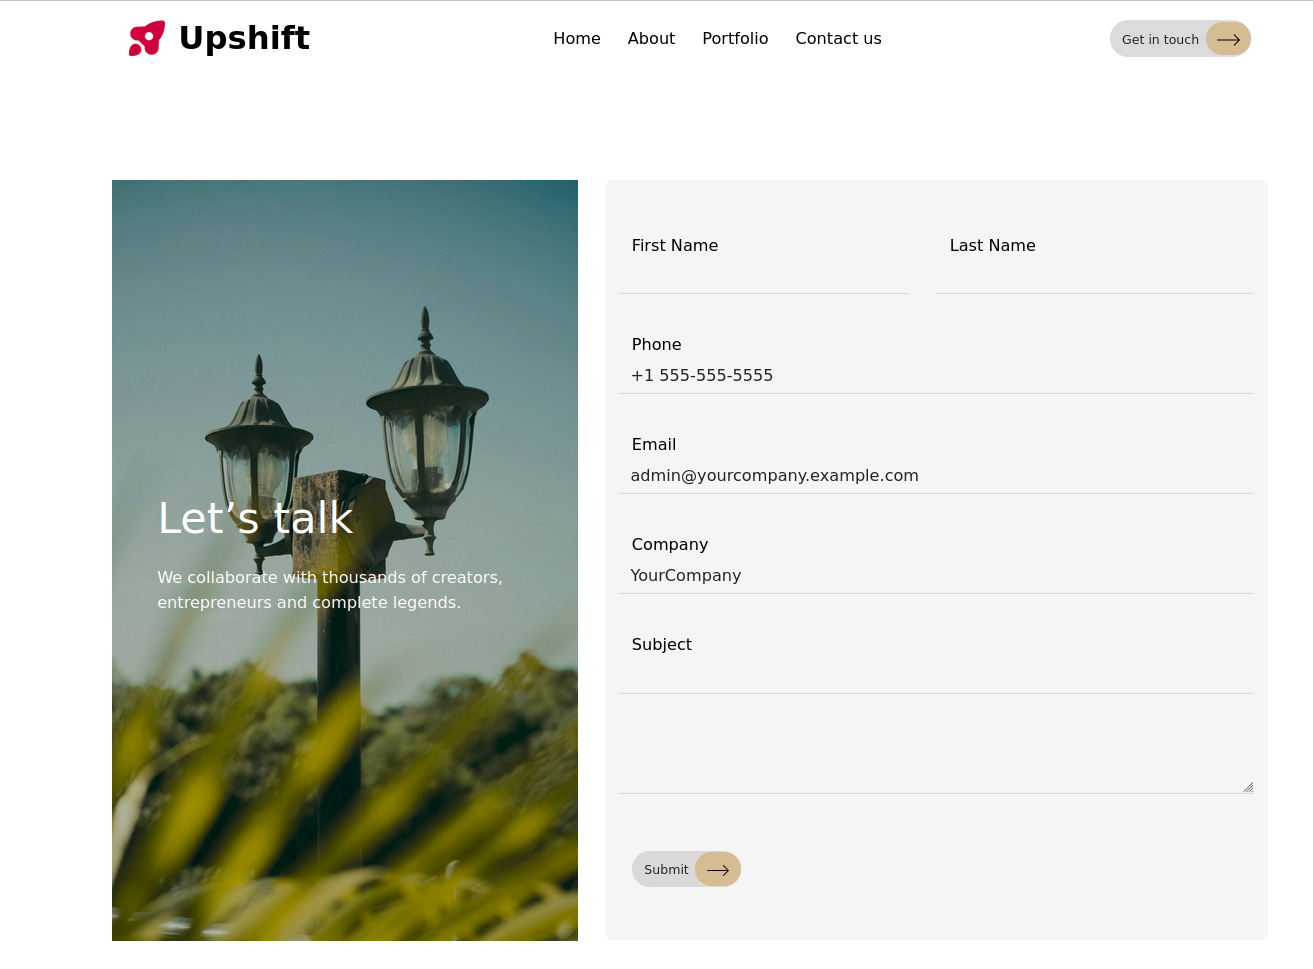 Upshift
Home About Portfolio Contact us
Get in touch
Let’s talk
We collaborate with thousands of creators,
entrepreneurs and complete legends.
First Name
Last Name
Phone
+1 555-555-5555
Email
admin@yourcompany.example.com
Company
YourCompany
Subject
Submit